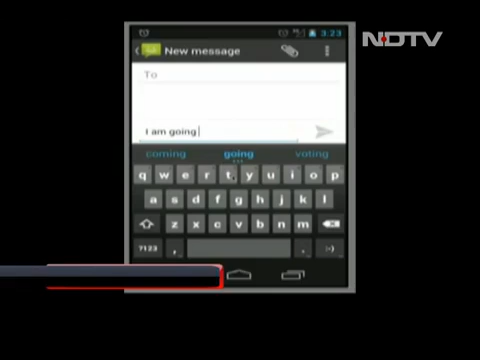 3:23
NDTV
New message
To
I am going
coming going voting
q w e r t y u i o p
a s d f g h j k l
z x c v b n m
?123 , . :-)